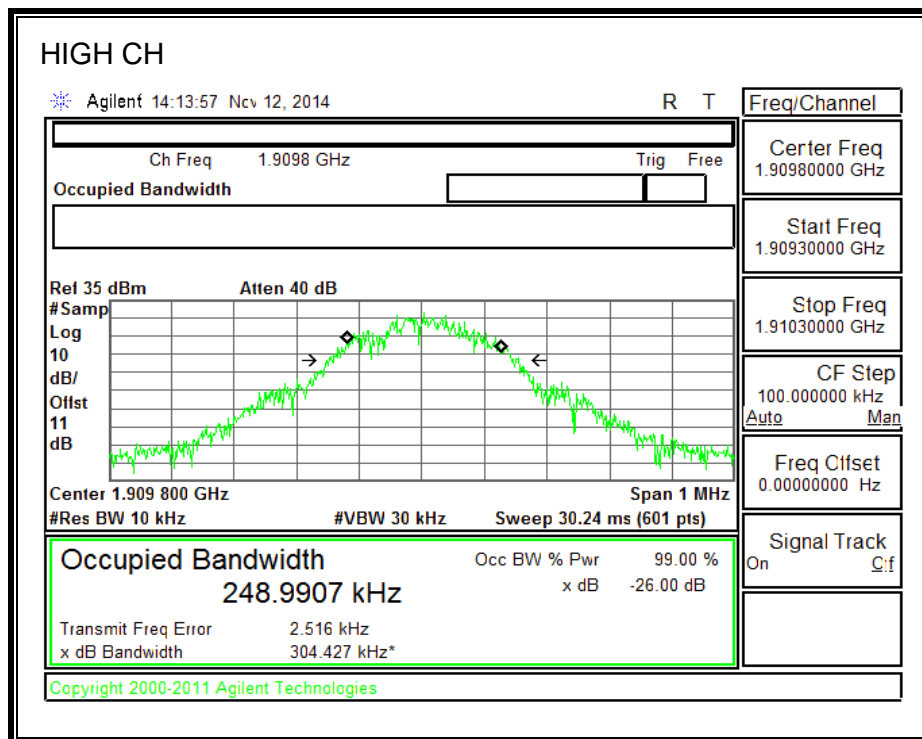 HIGH CH
Agilent 14:13:57 Nov 12, 2014 R T
Freq/Channel
Ch Freq 1.9098 GHz Trig Free
Occupied Bandwidth
Center Freq
1.90980000 GHz
Start Freq
1.90930000 GHz
Stop Freq
1.91030000 GHz
CF Step
100.000000 kHz
Auto Man
Freq Offset
0.00000000 Hz
Signal Track
On Off
Ref 35 dBm Atten 40 dB
#Samp
Log
10
dB/
Offst
11
dB
Center 1.909 800 GHz Span 1 MHz
#Res BW 10 kHz #VBW 30 kHz Sweep 30.24 ms (601 pts)
Occupied Bandwidth
248.9907 kHz
Occ BW % Pwr 99.00 %
x dB -26.00 dB
Transmit Freq Error 2.516 kHz
x dB Bandwidth 304.427 kHz*
Copyright 2000-2011 Agilent Technologies